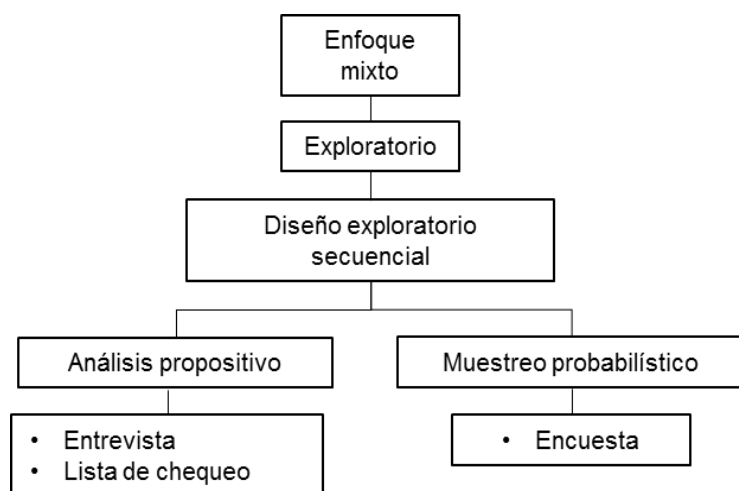 Enfoque
mixto
Exploratorio
Diseño exploratorio
secuencial
Análisis propositivo
Muestreo probabilístico
• Entrevista
• Lista de chequeo
• Encuesta